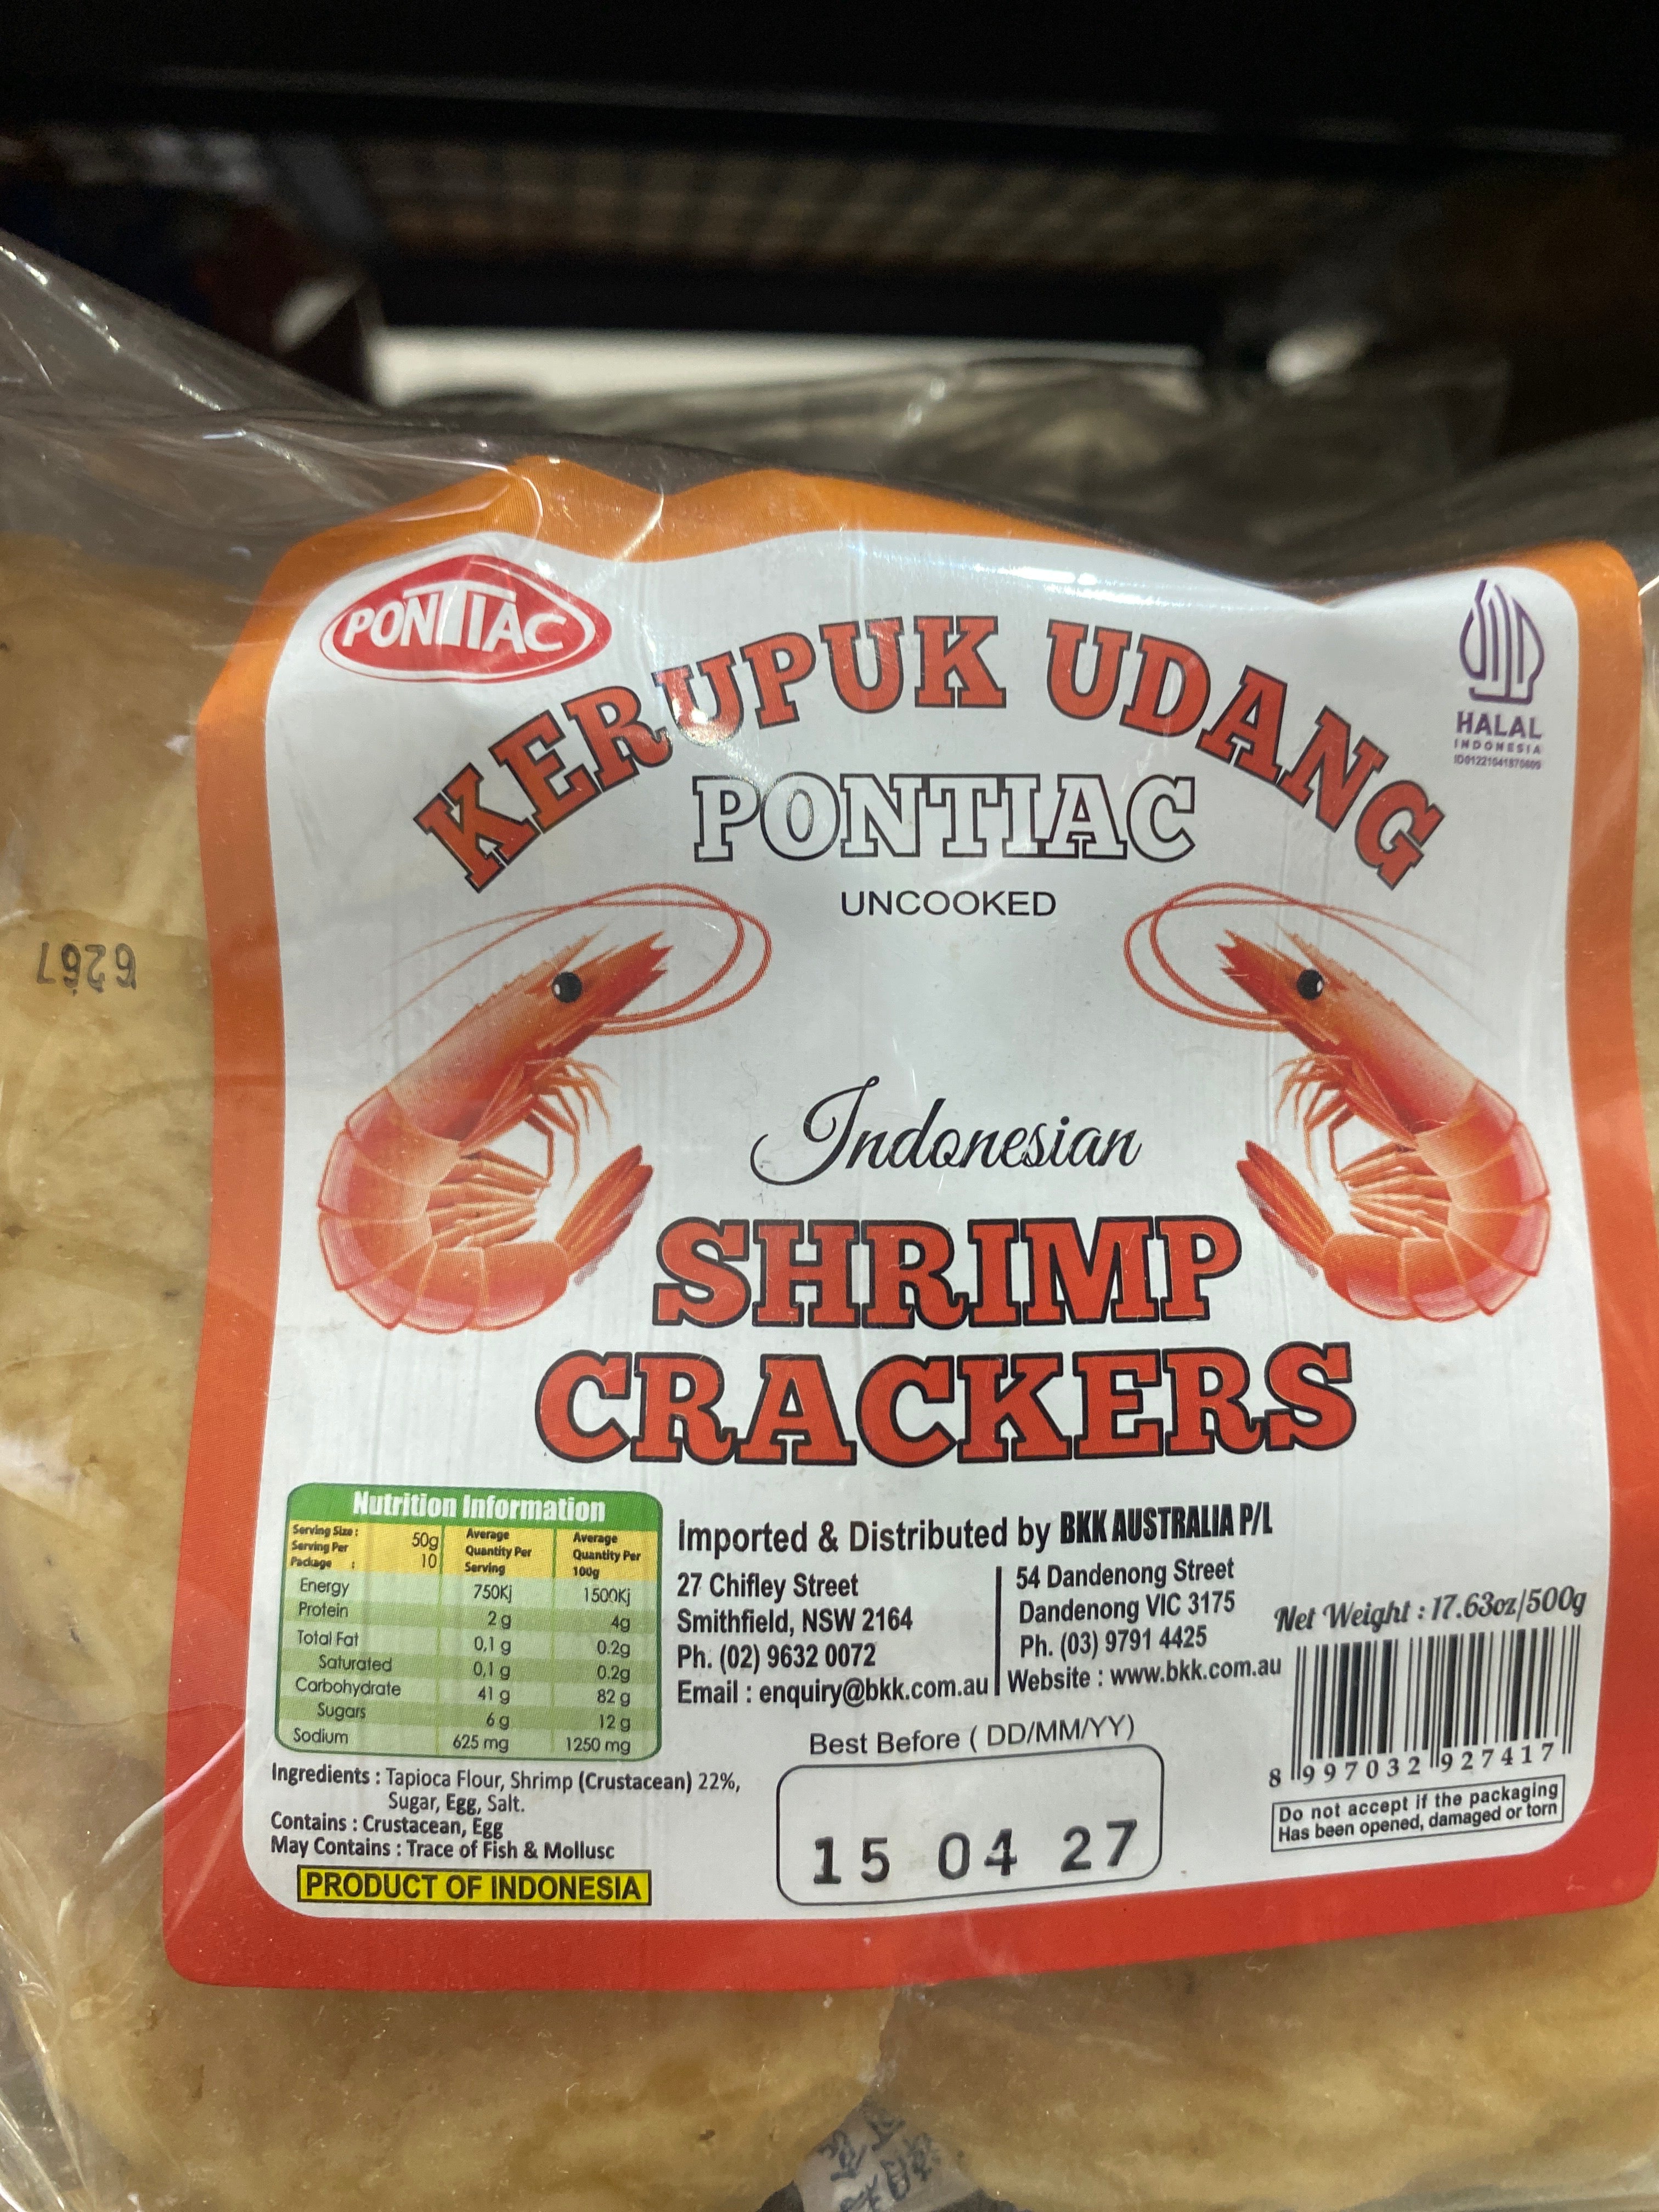 PONTIAC
KERUPUK UDANG
PONTIAC
UNCOOKED
HALAL
INDONESIA
6267
Indonesian
SHRIMP
CRACKERS
Nutrition Information
Serving Size : 50g
Serving Per Package : 10
Average Quantity Per Serving
Average Quantity Per 100g
Energy 750Kj 1500Kj
Protein 2 g 4g
Total Fat 0,1 g 0.2g
Saturated 0,1 g 0.2g
Carbohydrate 41 g 82 g
Sugars 6 g 12 g
Sodium 625 mg 1250 mg
Ingredients : Tapioca Flour, Shrimp (Crustacean) 22%,
Sugar, Egg, Salt.
Contains : Crustacean, Egg
May Contains : Trace of Fish & Mollusc
PRODUCT OF INDONESIA
Imported & Distributed by BKK AUSTRALIA P/L
27 Chifley Street
Smithfield, NSW 2164
Ph. (02) 9632 0072
Email : enquiry@bkk.com.au
54 Dandenong Street
Dandenong VIC 3175
Ph. (03) 9791 4425
Website : www.bkk.com.au
Best Before ( DD/MM/YY)
15 04 27
Net Weight : 17.63oz/500g
8 997032 927417
Do not accept if the packaging
Has been opened, damaged or torn